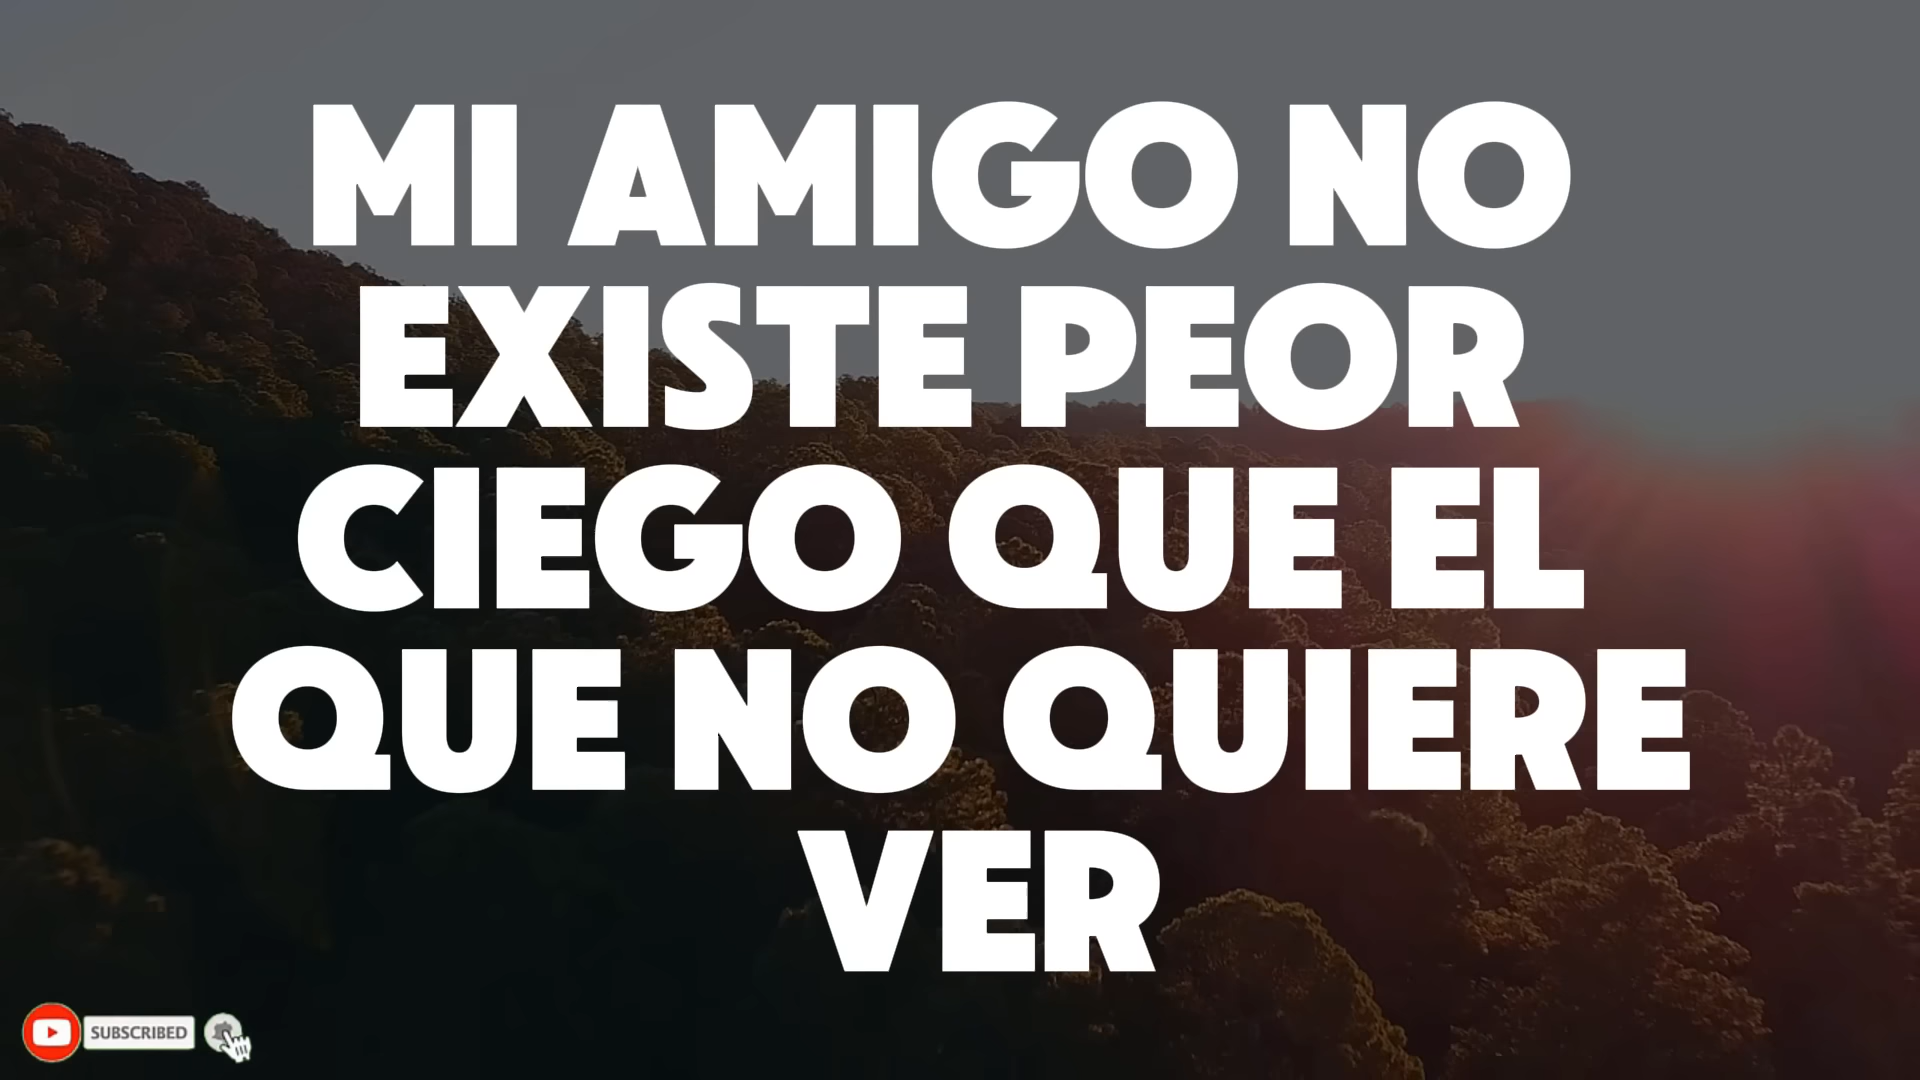 MI AMIGO NO
EXISTE PEOR
CIEGO QUE EL
QUE NO QUIERE
VER
SUBSCRIBED